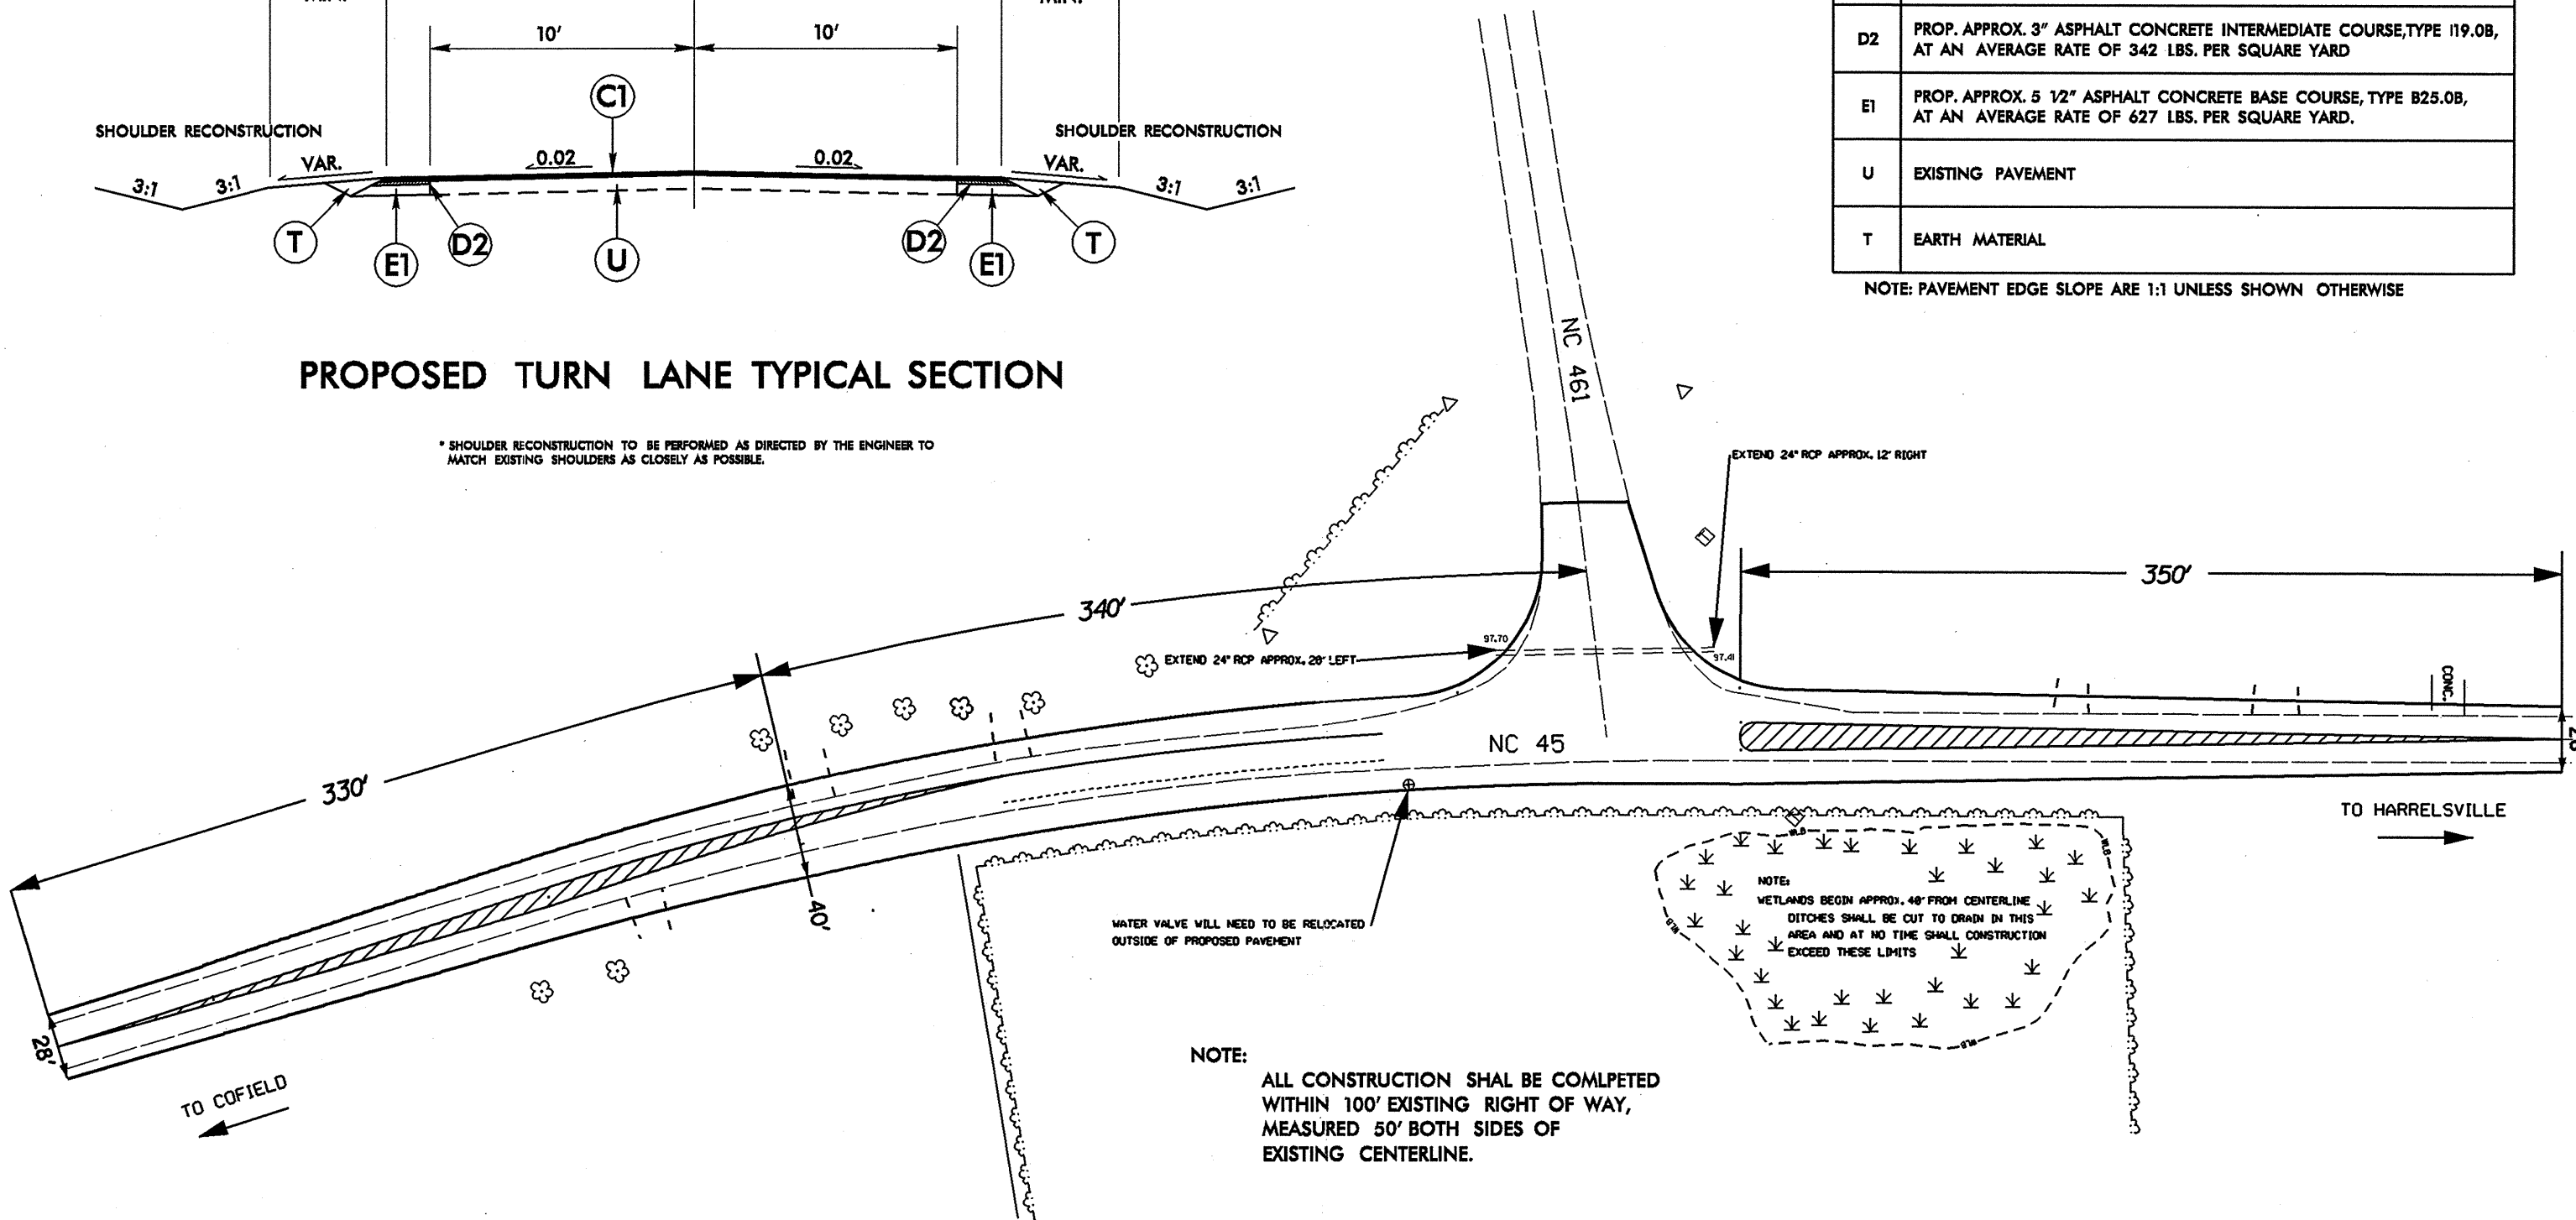 MIN.
MIN.
10'
10'
C1
SHOULDER RECONSTRUCTION
SHOULDER RECONSTRUCTION
VAR.
0.02
0.02
VAR.
3:1
3:1
3:1
3:1
T
E1
D2
U
D2
E1
T
PROPOSED TURN LANE TYPICAL SECTION
* SHOULDER RECONSTRUCTION TO BE PERFORMED AS DIRECTED BY THE ENGINEER TO
MATCH EXISTING SHOULDERS AS CLOSELY AS POSSIBLE.
D2
PROP. APPROX. 3" ASPHALT CONCRETE INTERMEDIATE COURSE, TYPE I19.0B,
AT AN AVERAGE RATE OF 342 LBS. PER SQUARE YARD
E1
PROP. APPROX. 5 1/2" ASPHALT CONCRETE BASE COURSE, TYPE B25.0B,
AT AN AVERAGE RATE OF 627 LBS. PER SQUARE YARD.
U
EXISTING PAVEMENT
T
EARTH MATERIAL
NOTE: PAVEMENT EDGE SLOPE ARE 1:1 UNLESS SHOWN OTHERWISE
NC 461
EXTEND 24" RCP APPROX. 12' RIGHT
350'
340'
97.70
EXTEND 24" RCP APPROX. 20' LEFT
97.41
CONC.
330'
NC 45
TO HARRELSVILLE
40'
WLB
WLB
WLB
WLB
NOTE:
WETLANDS BEGIN APPROX. 40' FROM CENTERLINE
DITCHES SHALL BE CUT TO DRAIN IN THIS
AREA AND AT NO TIME SHALL CONSTRUCTION
EXCEED THESE LIMITS
WATER VALVE WILL NEED TO BE RELOCATED
OUTSIDE OF PROPOSED PAVEMENT
28'
TO COFIELD
NOTE:
ALL CONSTRUCTION SHAL BE COMLPETED
WITHIN 100' EXISTING RIGHT OF WAY,
MEASURED 50' BOTH SIDES OF
EXISTING CENTERLINE.